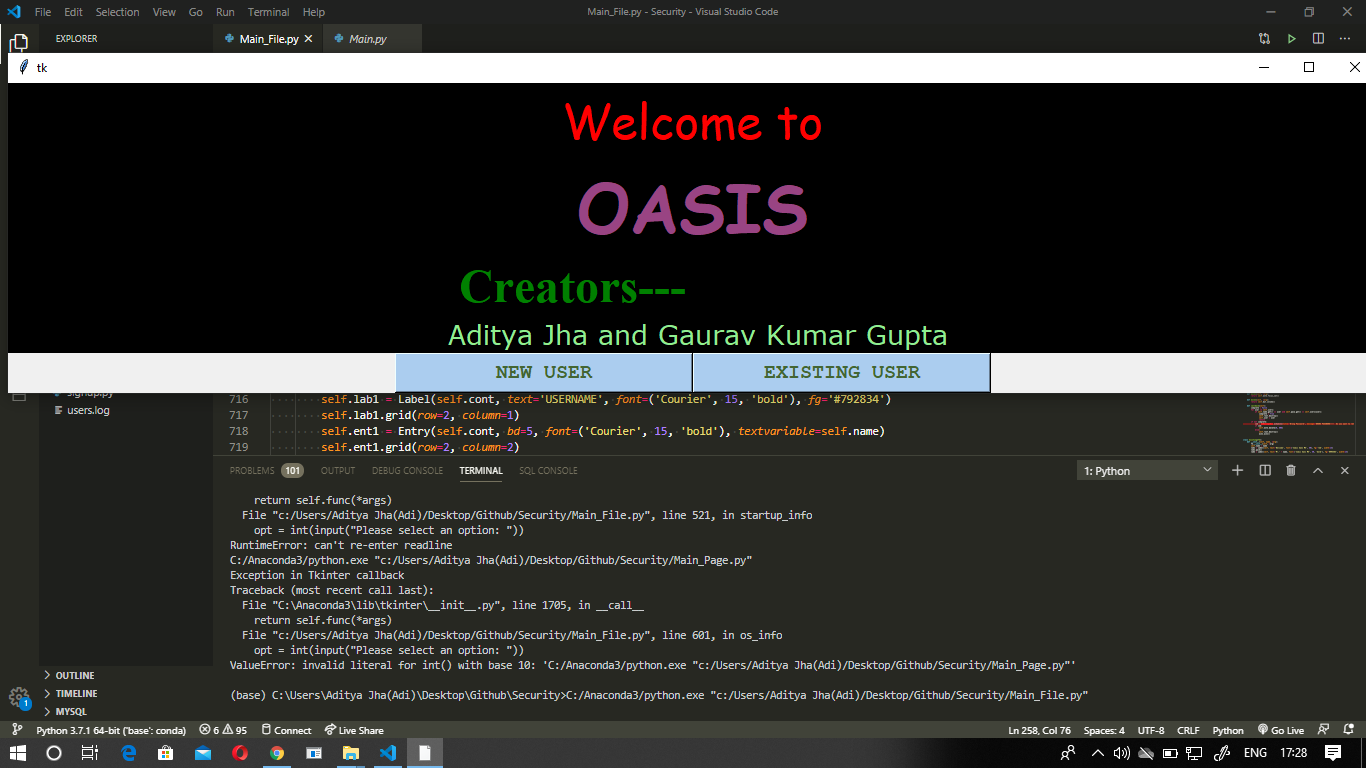 File Edit Selection View Go Run Terminal Help Main_File.py - Security - Visual Studio Code
EXPLORER Main_File.py Main.py
tk
Welcome to
OASIS
Creators---
Aditya Jha and Gaurav Kumar Gupta
NEW USER EXISTING USER
716 self.lab1 = Label(self.cont, text='USERNAME', font=('Courier', 15, 'bold'), fg='#792834')
users.log 717 self.lab1.grid(row=2, column=1)
718 self.ent1 = Entry(self.cont, bd=5, font=('Courier', 15, 'bold'), textvariable=self.name)
719 self.ent1.grid(row=2, column=2)
PROBLEMS 101 OUTPUT DEBUG CONSOLE TERMINAL SQL CONSOLE 1: Python
return self.func(*args)
File "c:/Users/Aditya Jha(Adi)/Desktop/Github/Security/Main_File.py", line 521, in startup_info
opt = int(input("Please select an option: "))
RuntimeError: can't re-enter readline
C:/Anaconda3/python.exe "c:/Users/Aditya Jha(Adi)/Desktop/Github/Security/Main_Page.py"
Exception in Tkinter callback
Traceback (most recent call last):
File "C:\Anaconda3\lib\tkinter\__init__.py", line 1705, in __call__
return self.func(*args)
File "c:/Users/Aditya Jha(Adi)/Desktop/Github/Security/Main_File.py", line 601, in os_info
opt = int(input("Please select an option: "))
ValueError: invalid literal for int() with base 10: 'C:/Anaconda3/python.exe "c:/Users/Aditya Jha(Adi)/Desktop/Github/Security/Main_Page.py"'
(base) C:\Users\Aditya Jha(Adi)\Desktop\Github\Security>C:/Anaconda3/python.exe "c:/Users/Aditya Jha(Adi)/Desktop/Github/Security/Main_File.py"
OUTLINE
TIMELINE
1
MYSQL
Python 3.7.1 64-bit ('base': conda) 6 95 Connect Live Share Ln 258, Col 76 Spaces: 4 UTF-8 CRLF Python Go Live
ENG 17:28